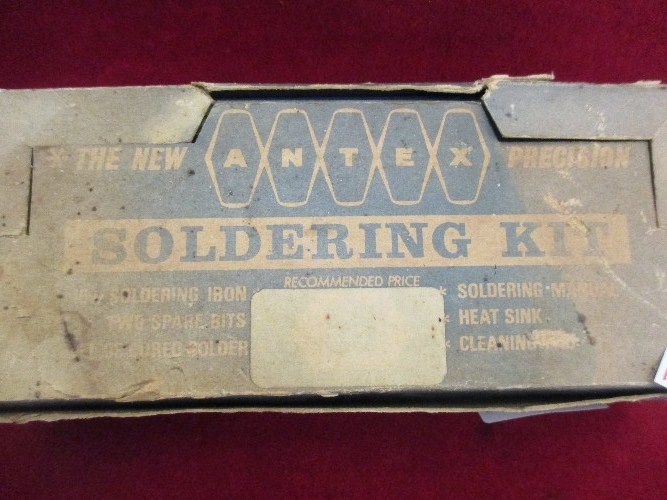 * THE NEW ANTEX PRECISION
SOLDERING KIT
RECOMMENDED PRICE
SOLDERING IRON
TWO SPARE BITS
SOLDER
* SOLDERING MANUAL
* HEAT SINK
* CLEANING